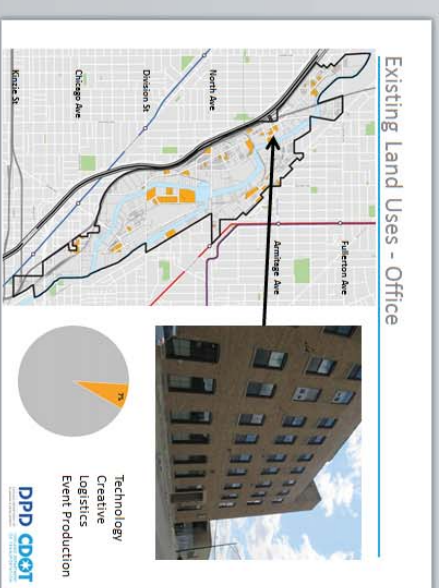 Existing Land Uses - Office
Fullerton Ave
Armitage Ave
North Ave
Division St
Chicago Ave
Kinzie St
7%
Technology
Creative
Logistics
Event Production
DPD CDOT